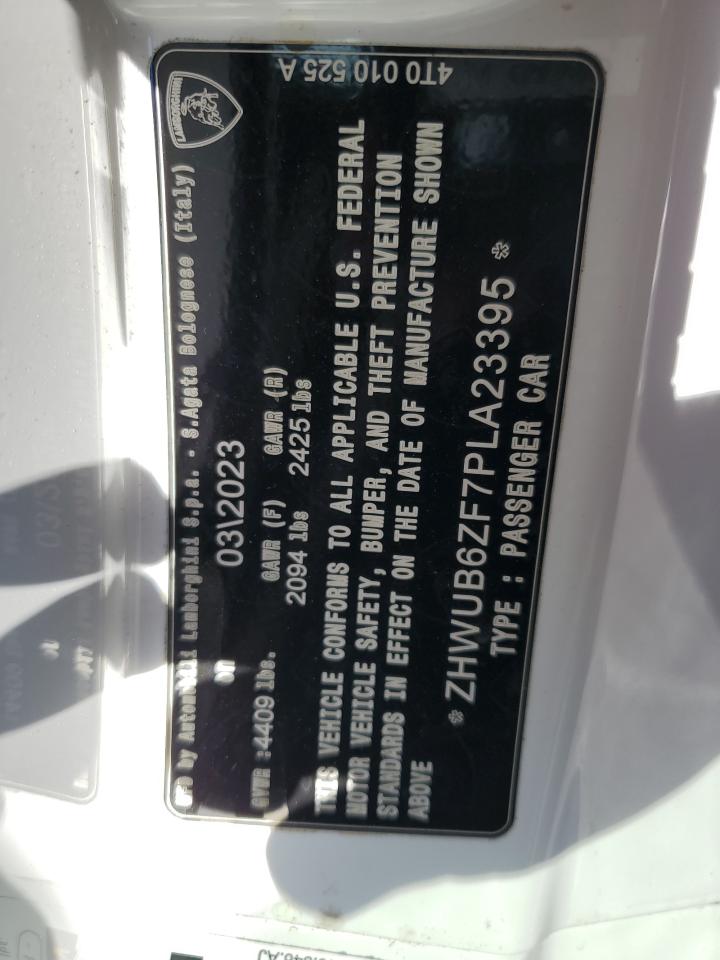 LAMBORGHINI
4T0 010 525 A
MFD by Automobili Lamborghini S.p.a. - S.Agata Bolognese (Italy)
on 03\2023
GAWR (F) GAWR (R)
GVWR :4409 lbs. 2094 lbs 2425 lbs
THIS VEHICLE CONFORMS TO ALL APPLICABLE U.S. FEDERAL
MOTOR VEHICLE SAFETY, BUMPER, AND THEFT PREVENTION
STANDARDS IN EFFECT ON THE DATE OF MANUFACTURE SHOWN
ABOVE
* ZHWUB6ZF7PLA23395 *
TYPE : PASSENGER CAR